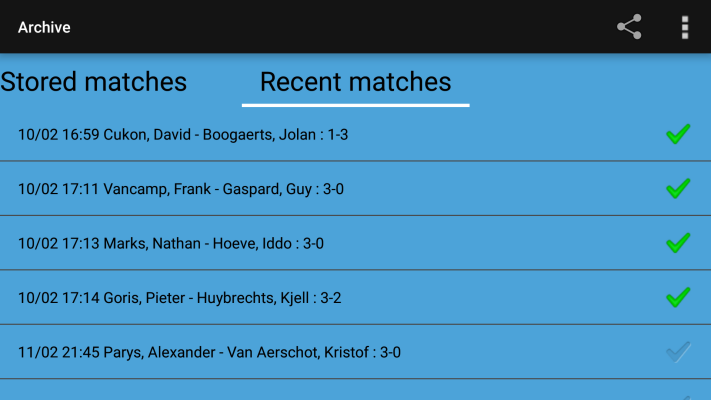 Archive
Stored matches
Recent matches
10/02 16:59 Cukon, David - Boogaerts, Jolan : 1-3
10/02 17:11 Vancamp, Frank - Gaspard, Guy : 3-0
10/02 17:13 Marks, Nathan - Hoeve, Iddo : 3-0
10/02 17:14 Goris, Pieter - Huybrechts, Kjell : 3-2
11/02 21:45 Parys, Alexander - Van Aerschot, Kristof : 3-0